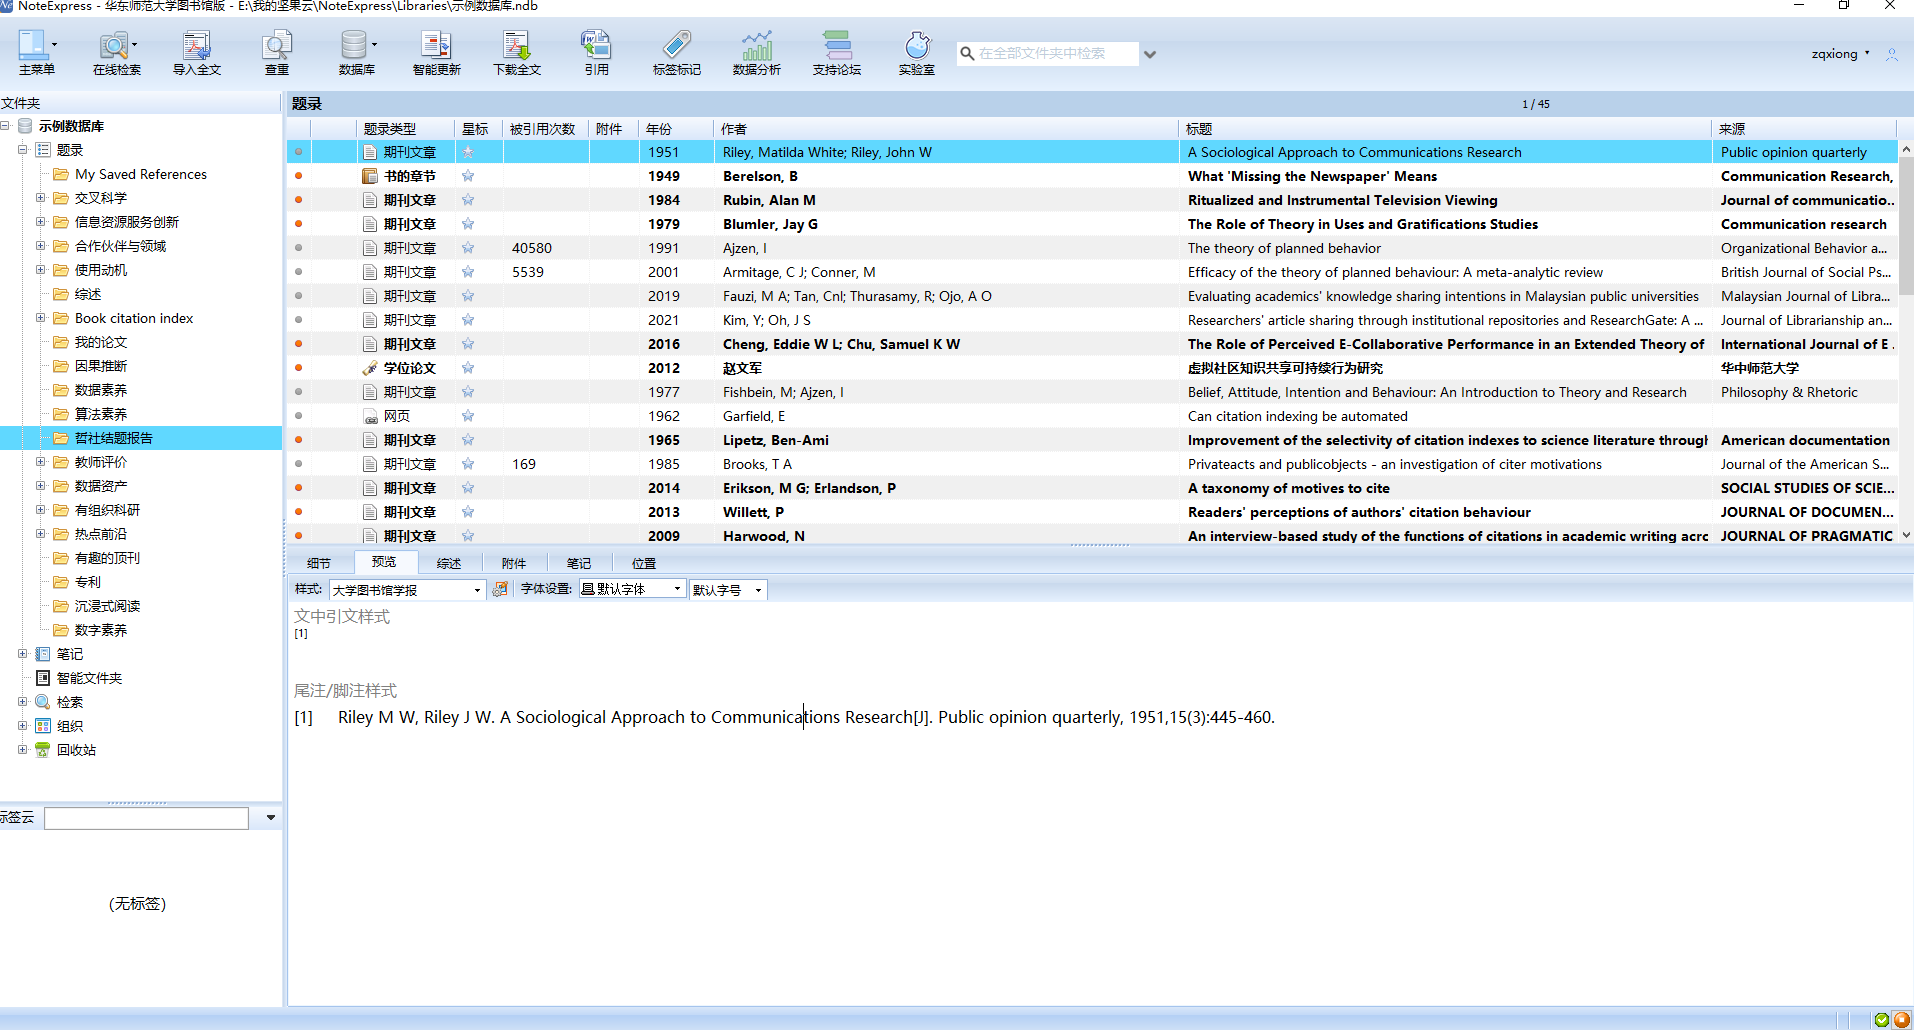 NoteExpress - 华东师范大学图书馆版 - E:\我的坚果云\NoteExpress\Libraries\示例数据库.ndb
主菜单 在线检索 导入全文 查重 数据库 智能更新 下载全文 引用 标签标记 数据分析 支持论坛 实验室 在全部文件夹中检索 zqxiong
文件夹
示例数据库
题录
My Saved References
交叉科学
信息资源服务创新
合作伙伴与领域
使用动机
综述
Book citation index
我的论文
因果推断
数据素养
算法素养
哲社结题报告
教师评价
数据资产
有组织科研
热点前沿
有趣的顶刊
专利
沉浸式阅读
数字素养
笔记
智能文件夹
检索
组织
回收站
标签云
(无标签)
题录 1 / 45
题录类型 星标 被引用次数 附件 年份 作者 标题 来源
期刊文章 1951 Riley, Matilda White; Riley, John W A Sociological Approach to Communications Research Public opinion quarterly
书的章节 1949 Berelson, B What 'Missing the Newspaper' Means Communication Research,
期刊文章 1984 Rubin, Alan M Ritualized and Instrumental Television Viewing Journal of communicatio..
期刊文章 1979 Blumler, Jay G The Role of Theory in Uses and Gratifications Studies Communication research
期刊文章 40580 1991 Ajzen, I The theory of planned behavior Organizational Behavior a...
期刊文章 5539 2001 Armitage, C J; Conner, M Efficacy of the theory of planned behaviour: A meta-analytic review British Journal of Social Ps...
期刊文章 2019 Fauzi, M A; Tan, Cnl; Thurasamy, R; Ojo, A O Evaluating academics' knowledge sharing intentions in Malaysian public universities Malaysian Journal of Libra...
期刊文章 2021 Kim, Y; Oh, J S Researchers' article sharing through institutional repositories and ResearchGate: A ... Journal of Librarianship an...
期刊文章 2016 Cheng, Eddie W L; Chu, Samuel K W The Role of Perceived E-Collaborative Performance in an Extended Theory of International Journal of E .
学位论文 2012 赵文军 虚拟社区知识共享可持续行为研究 华中师范大学
期刊文章 1977 Fishbein, M; Ajzen, I Belief, Attitude, Intention and Behaviour: An Introduction to Theory and Research Philosophy & Rhetoric
网页 1962 Garfield, E Can citation indexing be automated
期刊文章 1965 Lipetz, Ben-Ami Improvement of the selectivity of citation indexes to science literature through American documentation
期刊文章 169 1985 Brooks, T A Privateacts and publicobjects - an investigation of citer motivations Journal of the American S...
期刊文章 2014 Erikson, M G; Erlandson, P A taxonomy of motives to cite SOCIAL STUDIES OF SCIE...
期刊文章 2013 Willett, P Readers' perceptions of authors' citation behaviour JOURNAL OF DOCUMEN...
期刊文章 2009 Harwood, N An interview-based study of the functions of citations in academic writing acrc JOURNAL OF PRAGMATIC
细节 预览 综述 附件 笔记 位置
样式: 大学图书馆学报 字体设置: 默认字体 默认字号
文中引文样式
[1]
尾注/脚注样式
[1] Riley M W, Riley J W. A Sociological Approach to Communications Research[J]. Public opinion quarterly, 1951,15(3):445-460.